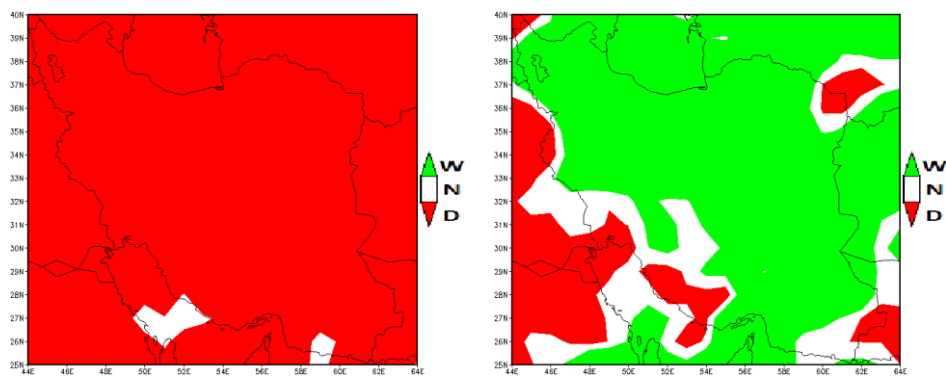 40N
39N
38N
37N
36N
35N
34N
33N
32N
31N
30N
29N
28N
27N
26N
25N
44E 46E 48E 50E 52E 54E 56E 58E 60E 62E 64E
W
N
D
40N
39N
38N
37N
36N
35N
34N
33N
32N
31N
30N
29N
28N
27N
26N
25N
44E 46E 48E 50E 52E 54E 56E 58E 60E 62E 64E
W
N
D